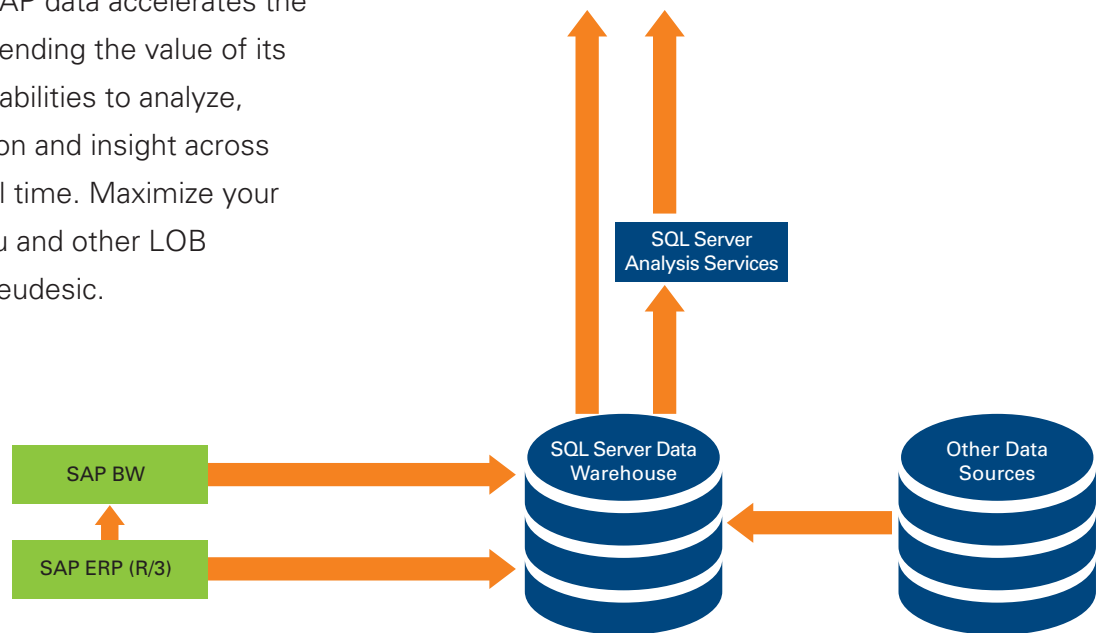 AP data accelerates the
ending the value of its
abilities to analyze,
on and insight across
l time. Maximize your
u and other LOB
eudesic.
SQL Server
Analysis Services
SQL Server Data
Warehouse
Other Data
Sources
SAP BW
SAP ERP (R/3)